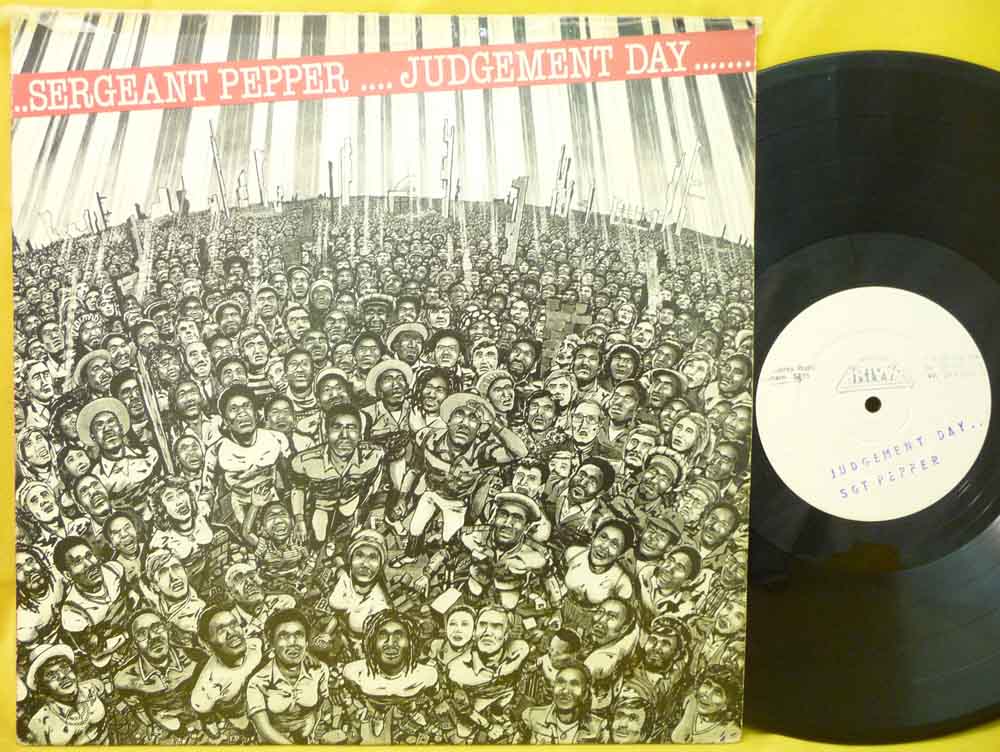 ..SERGEANT PEPPER .... JUDGEMENT DAY.......
JUDGEMENT DAY..
SGT PEPPER